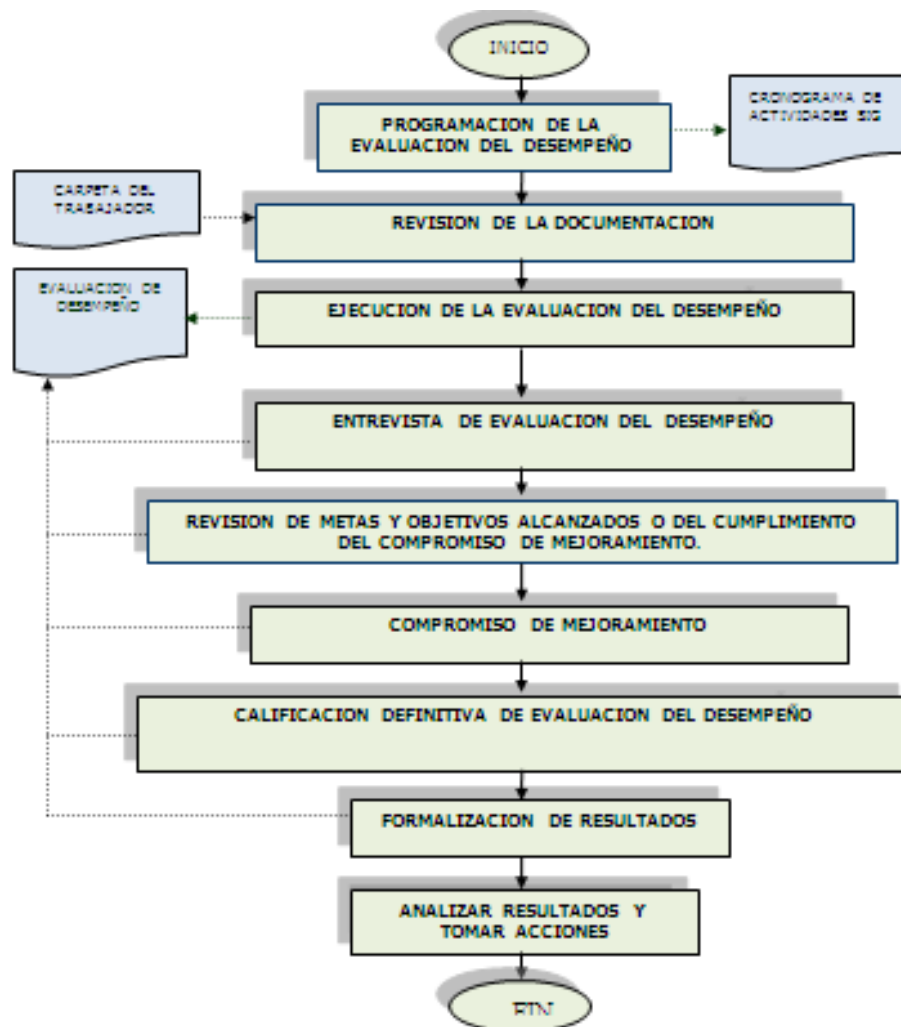 INICIO
PROGRAMACION DE LA
EVALUACION DEL DESEMPEÑO
CRONOGRAMA DE
ACTIVIDADES SIG
CARPETA DEL
TRABAJADOR
REVISION DE LA DOCUMENTACION
EVALUACION DE
DESEMPEÑO
EJECUCION DE LA EVALUACION DEL DESEMPEÑO
ENTREVISTA DE EVALUACION DEL DESEMPEÑO
REVISION DE METAS Y OBJETIVOS ALCANZADOS O DEL CUMPLIMIENTO
DEL COMPROMISO DE MEJORAMIENTO.
COMPROMISO DE MEJORAMIENTO
CALIFICACION DEFINITIVA DE EVALUACION DEL DESEMPEÑO
FORMALIZACION DE RESULTADOS
ANALIZAR RESULTADOS Y
TOMAR ACCIONES
FIN